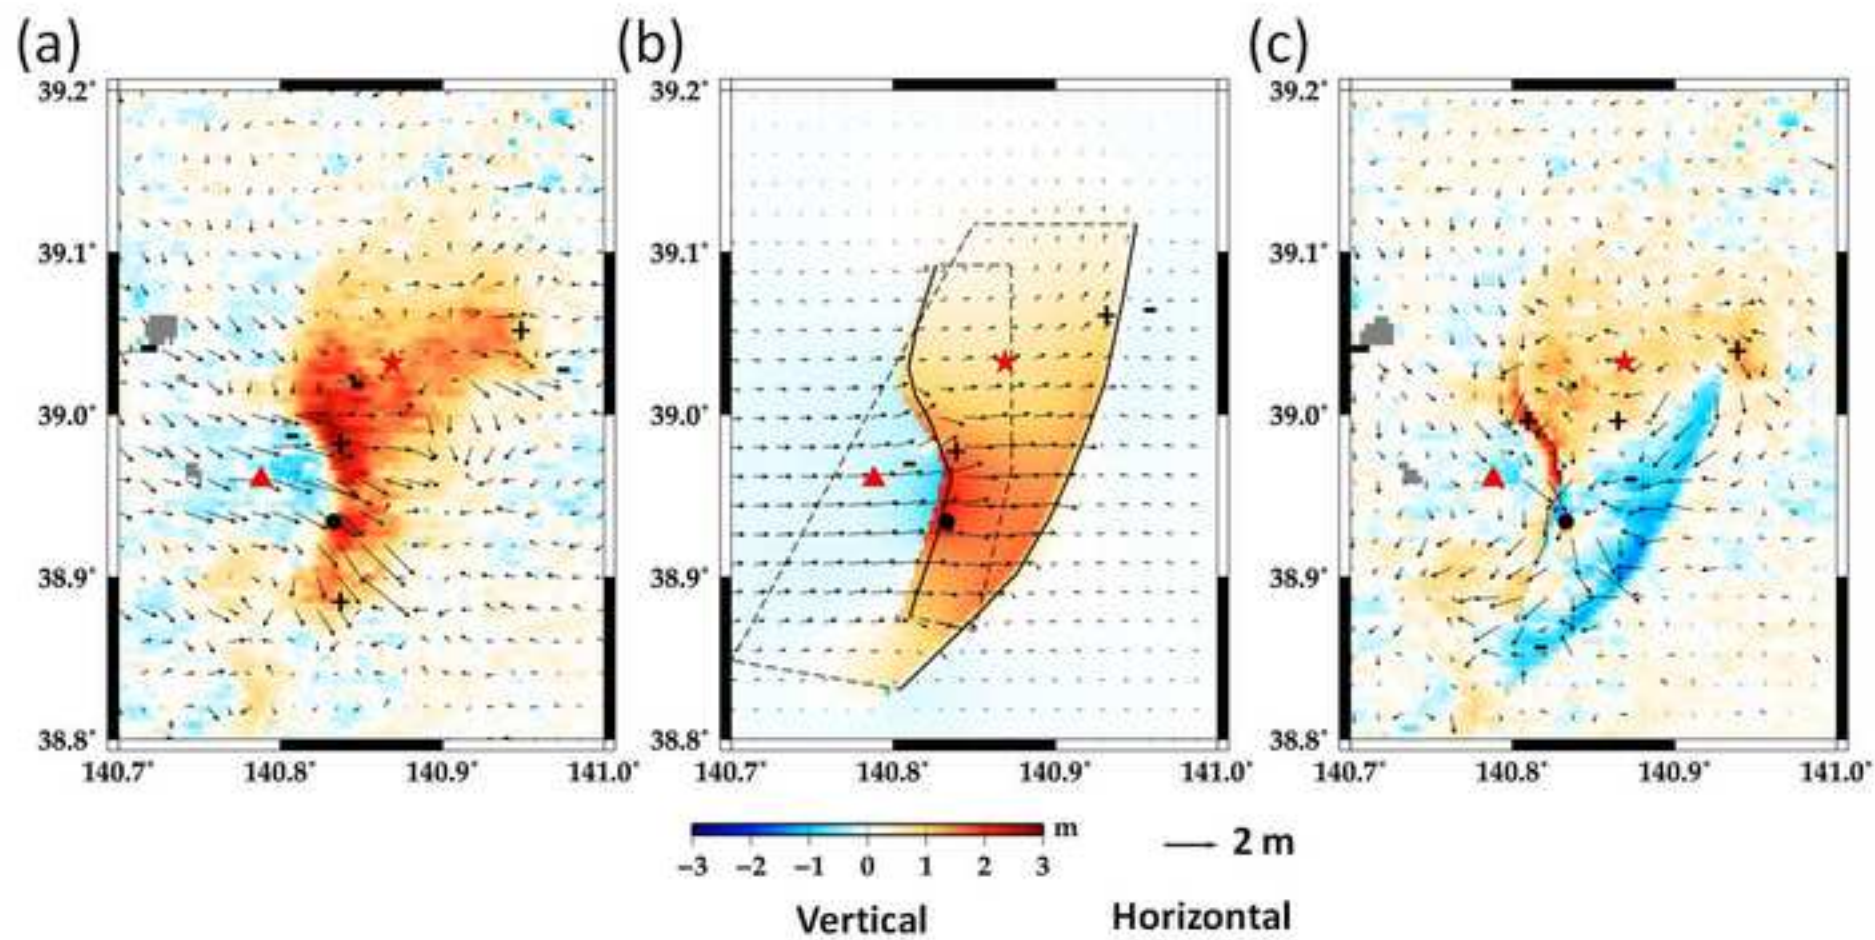 (a) (b) (c)
39.2° 39.2° 39.2°
39.1° 39.1° 39.1°
39.0° 39.0° 39.0°
38.9° 38.9° 38.9°
38.8° 38.8° 38.8°
140.7° 140.8° 140.9° 141.0° 140.7° 140.8° 140.9° 141.0° 140.7° 140.8° 140.9° 141.0°
m
2 m
−3 −2 −1 0 1 2 3
Vertical Horizontal